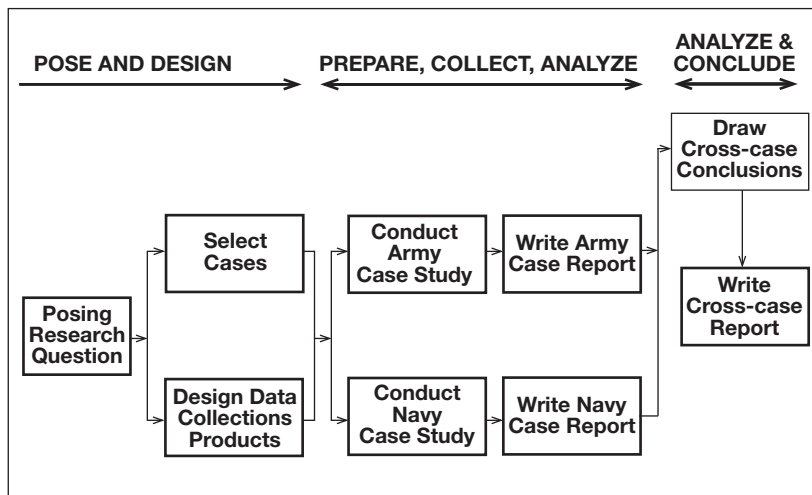 POSE AND DESIGN
PREPARE, COLLECT, ANALYZE
ANALYZE &
CONCLUDE
Posing
Research
Question
Select
Cases
Design Data
Collections
Products
Conduct
Army
Case Study
Write Army
Case Report
Conduct
Navy
Case Study
Write Navy
Case Report
Draw
Cross-case
Conclusions
Write
Cross-case
Report